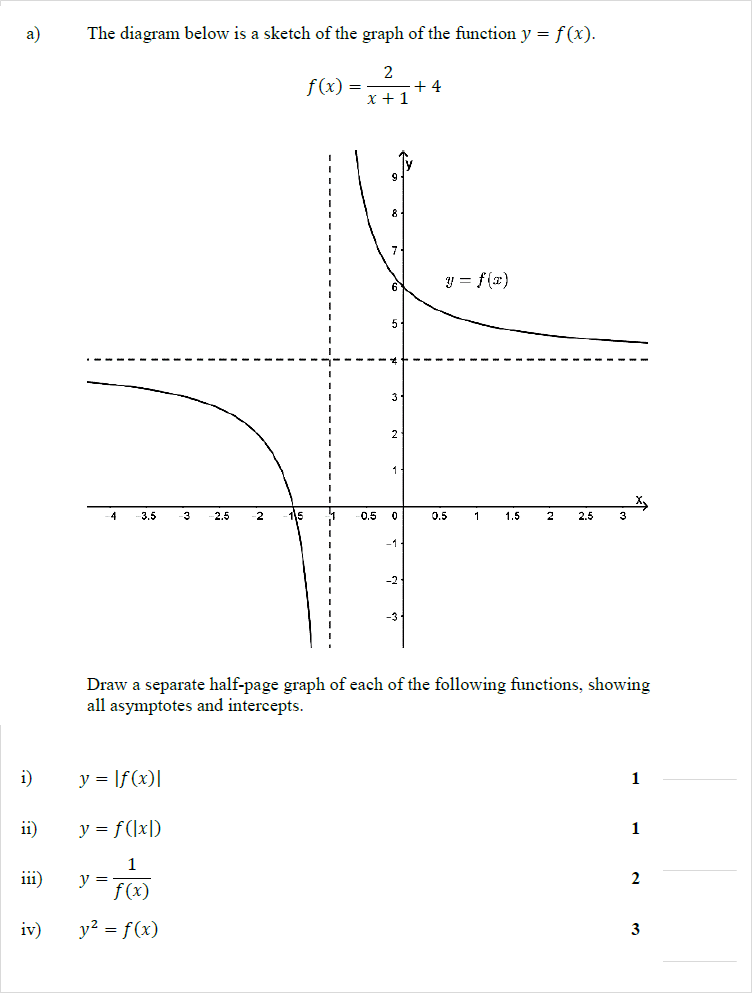 a) The diagram below is a sketch of the graph of the function y = f(x).
f(x) = 2/(x + 1) + 4
y
9
8
7
y = f(x)
6
5
4
3
2
1
x
-4 -3.5 -3 -2.5 -2 -1.5 -1 -0.5 0 0.5 1 1.5 2 2.5 3
-1
-2
-3
Draw a separate half-page graph of each of the following functions, showing
all asymptotes and intercepts.
i) y = |f(x)| 1
ii) y = f(|x|) 1
iii) y = 1/f(x) 2
iv) y² = f(x) 3